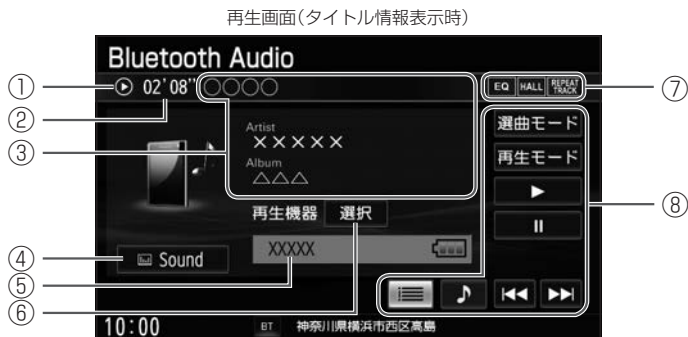 再生画面(タイトル情報表示時)
Bluetooth Audio
① 02'08" ○○○○ EQ HALL REPEAT TRACK ⑦
②
③
Artist
×××××
Album
△△△
選曲モード
再生モード
⑧
再生機器 選択
④ Sound
⑤ XXXXX
⑥
10:00 BT 神奈川県横浜市西区高島